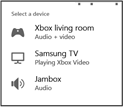 Select a device
Xbox living room
Audio + video
Samsung TV
Playing Xbox Video
Jambox
Audio